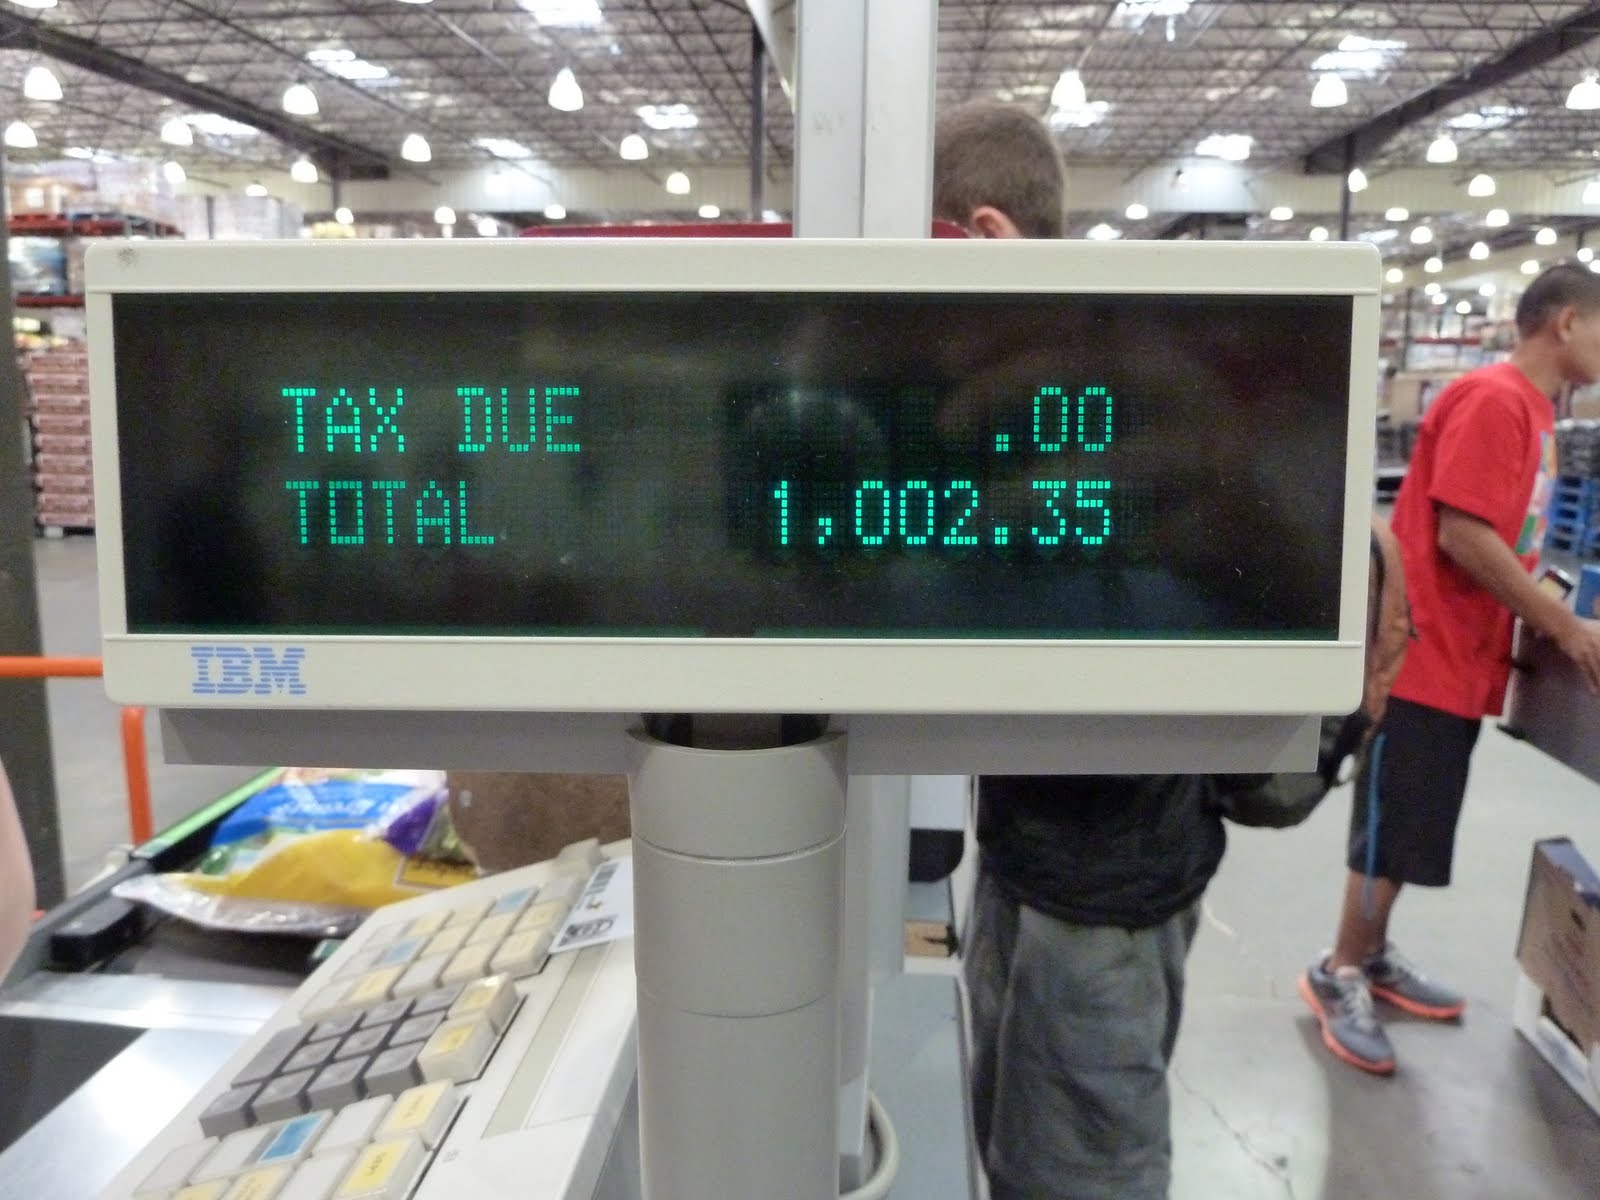 TAX DUE .00
TOTAL 1,002.35
IBM